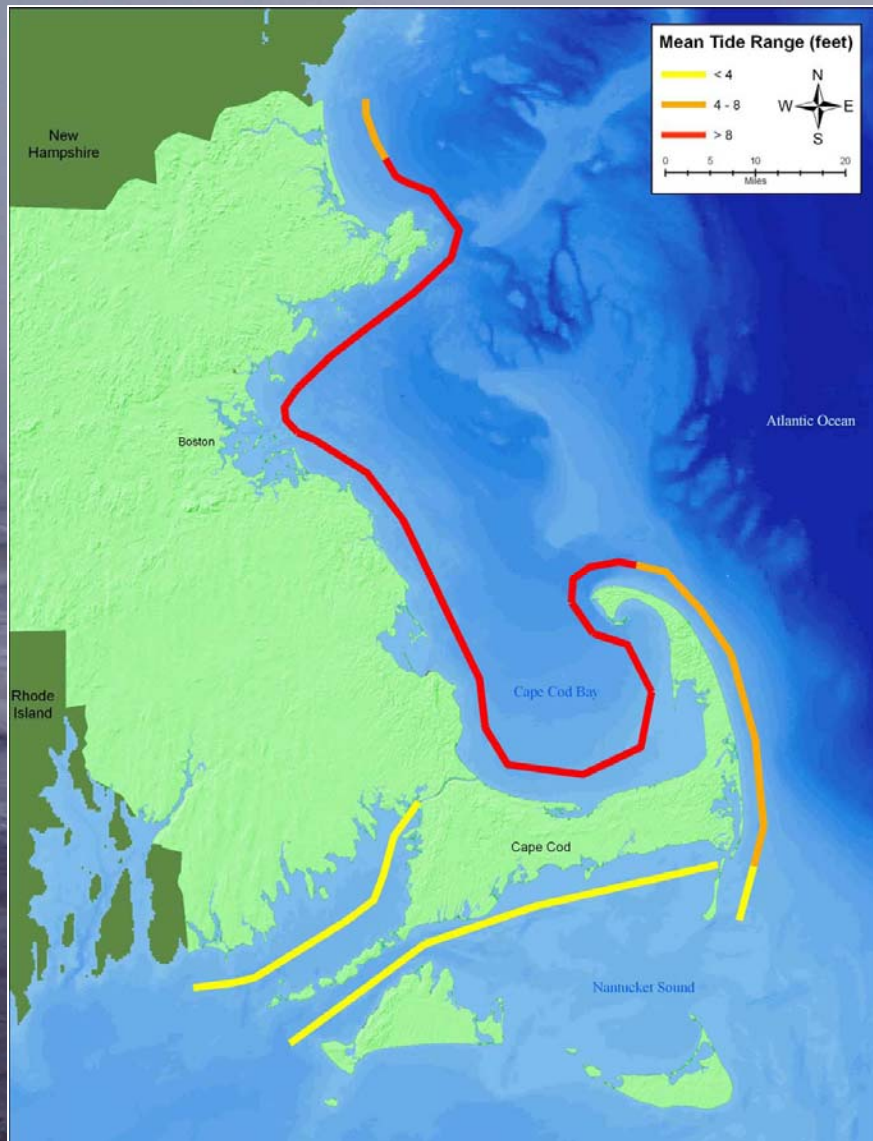 Mean Tide Range (feet)
< 4
4 - 8
> 8
N
W
E
S
0 5 10 20
Miles
New
Hampshire
Boston
Atlantic Ocean
Rhode
Island
Cape Cod Bay
Cape Cod
Nantucket Sound